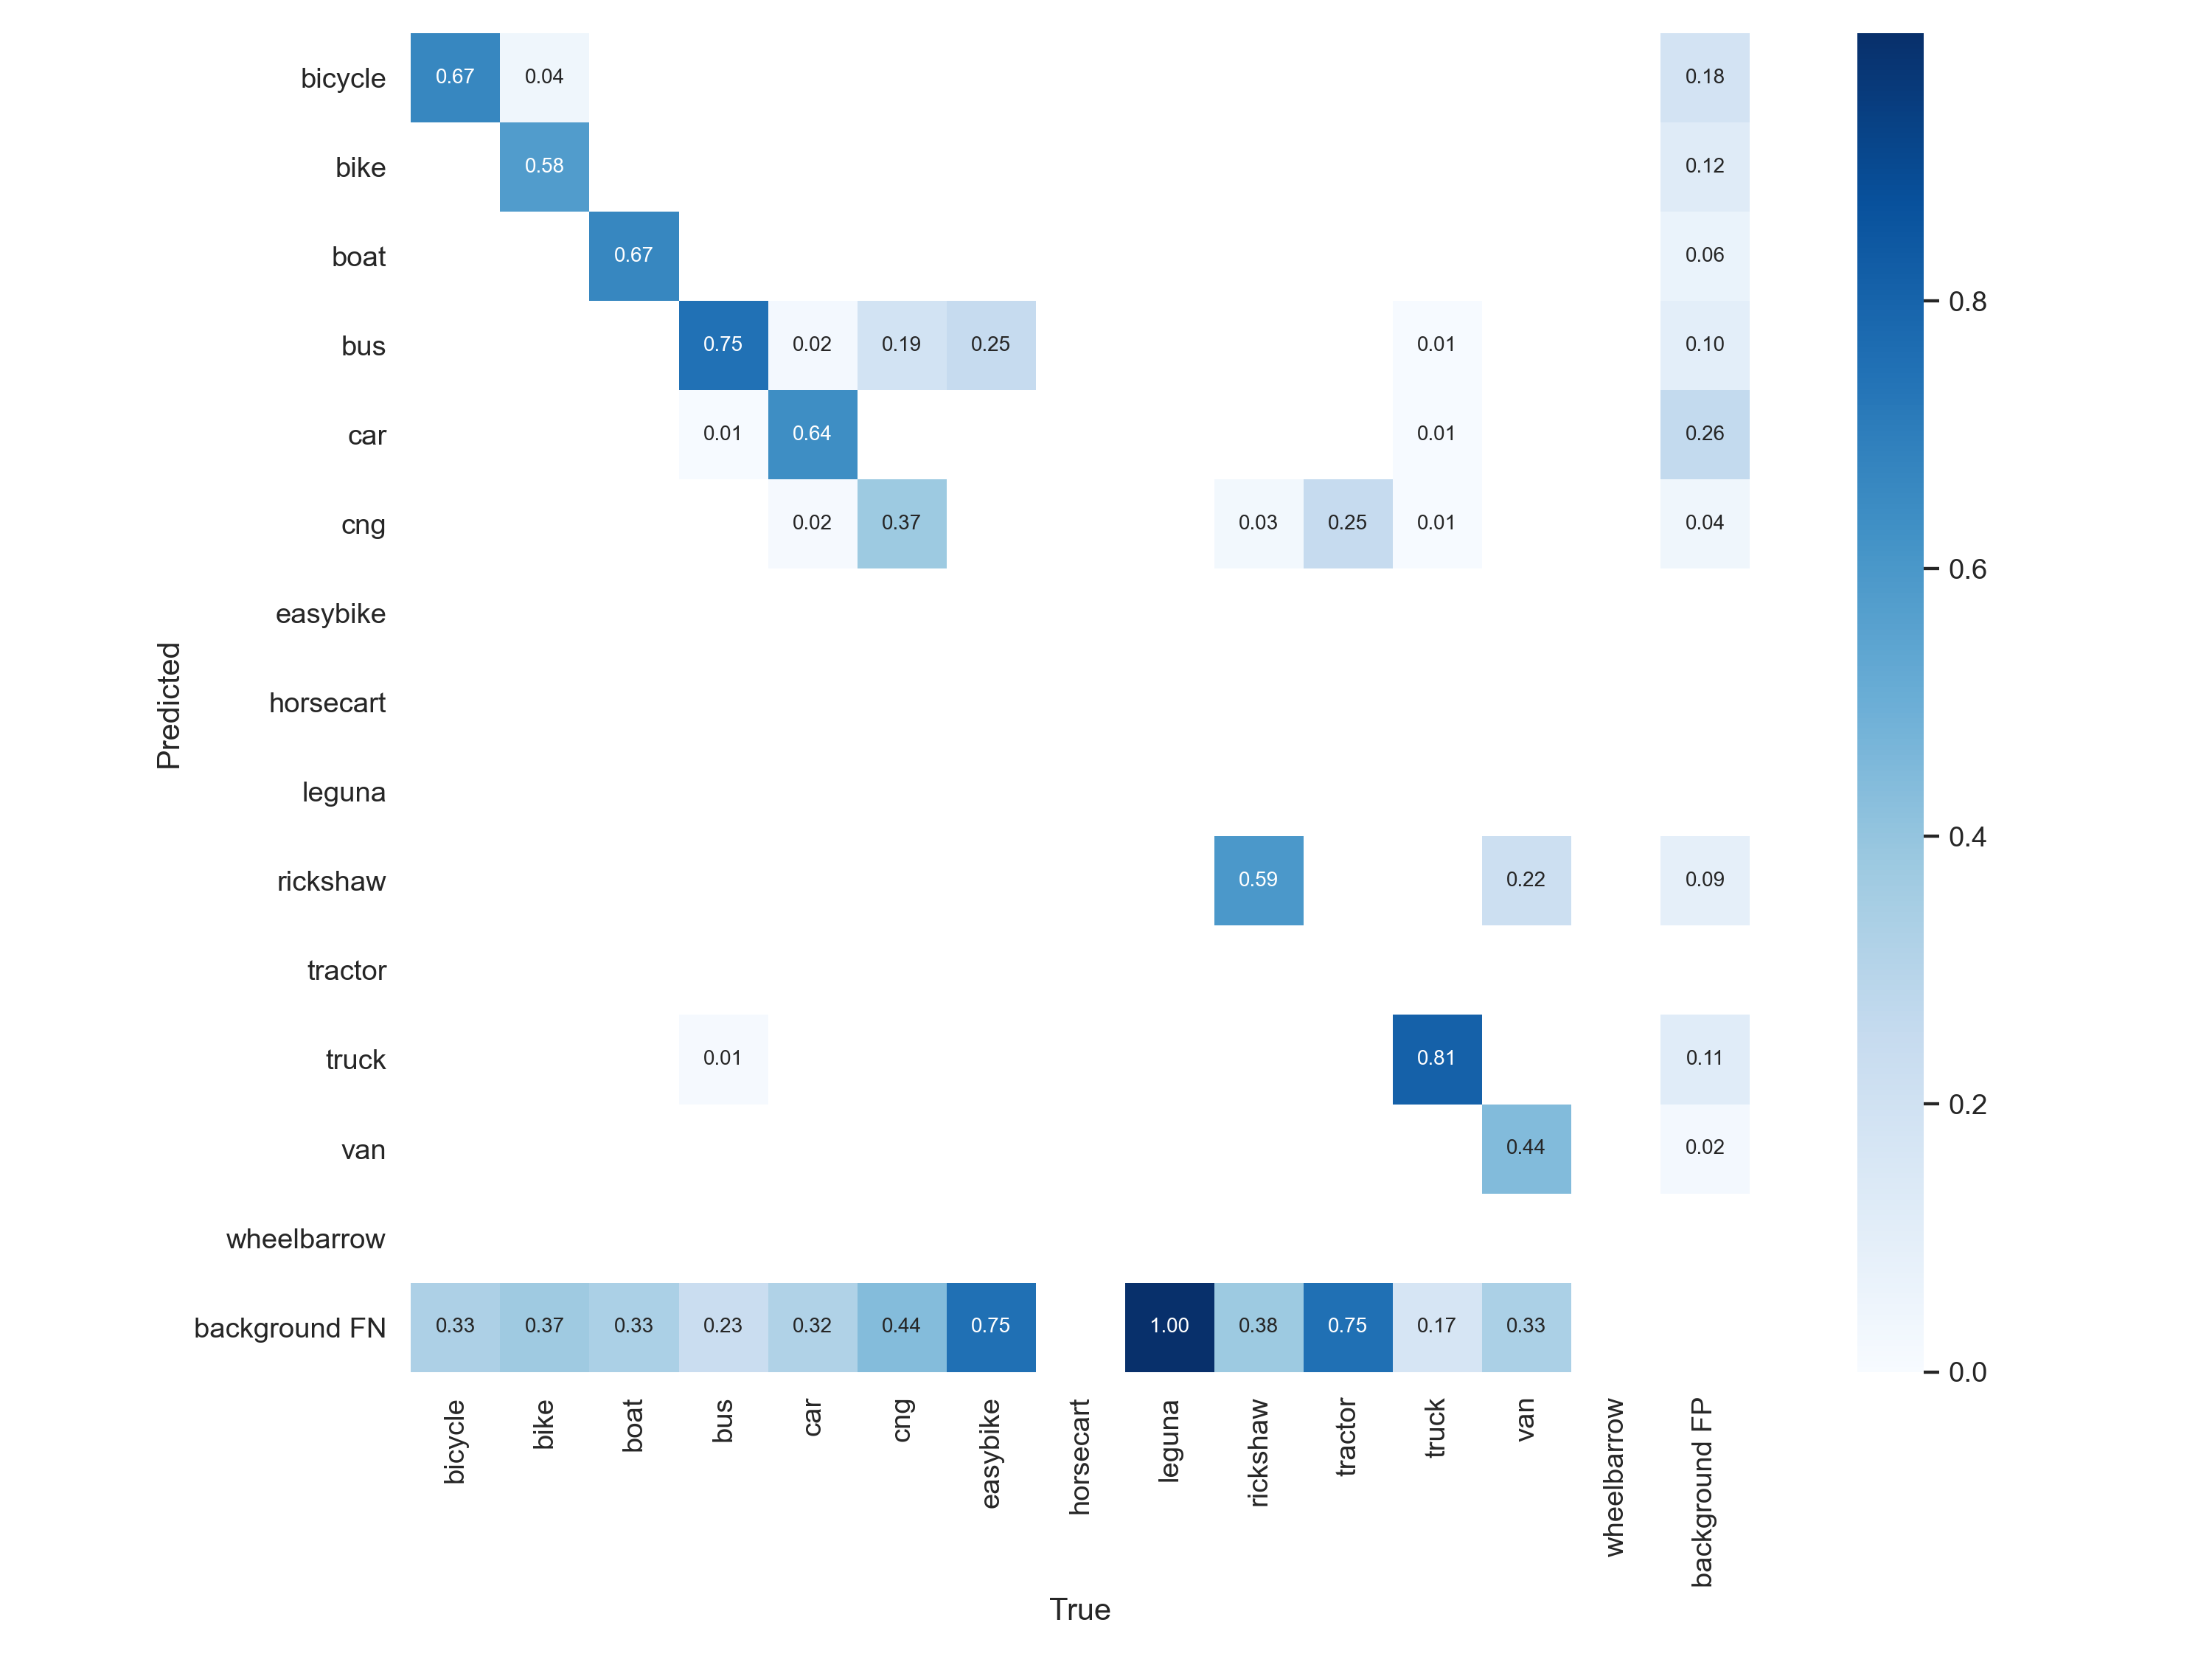 bicycle 0.67 0.04 0.18
bike 0.58 0.12
boat 0.67 0.06
bus 0.75 0.02 0.19 0.25 0.01 0.10
0.8
car 0.01 0.64 0.01 0.26
cng 0.02 0.37 0.03 0.25 0.01 0.04
0.6
easybike
horsecart
Predicted
leguna
0.4
rickshaw 0.59 0.22 0.09
tractor
truck 0.01 0.81 0.11
0.2
van 0.44 0.02
wheelbarrow
background FN 0.33 0.37 0.33 0.23 0.32 0.44 0.75 1.00 0.38 0.75 0.17 0.33
0.0
bicycle bike boat bus car cng easybike horsecart leguna rickshaw tractor truck van wheelbarrow background FP
True